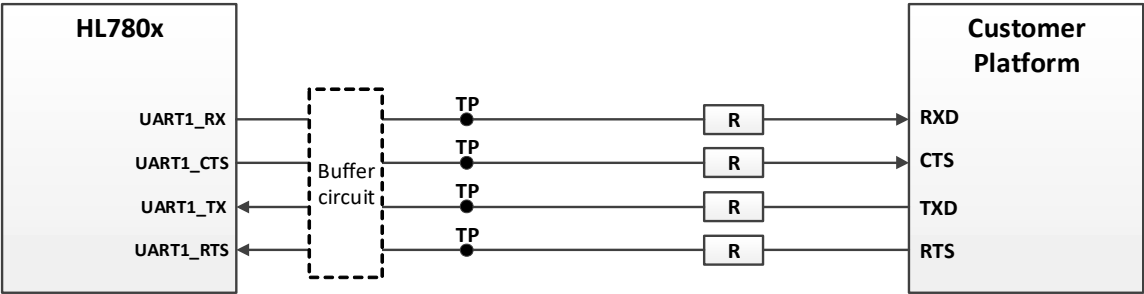 HL780x
Customer
Platform
UART1_RX
TP
R
RXD
UART1_CTS
TP
R
CTS
Buffer
circuit
UART1_TX
TP
R
TXD
UART1_RTS
TP
R
RTS